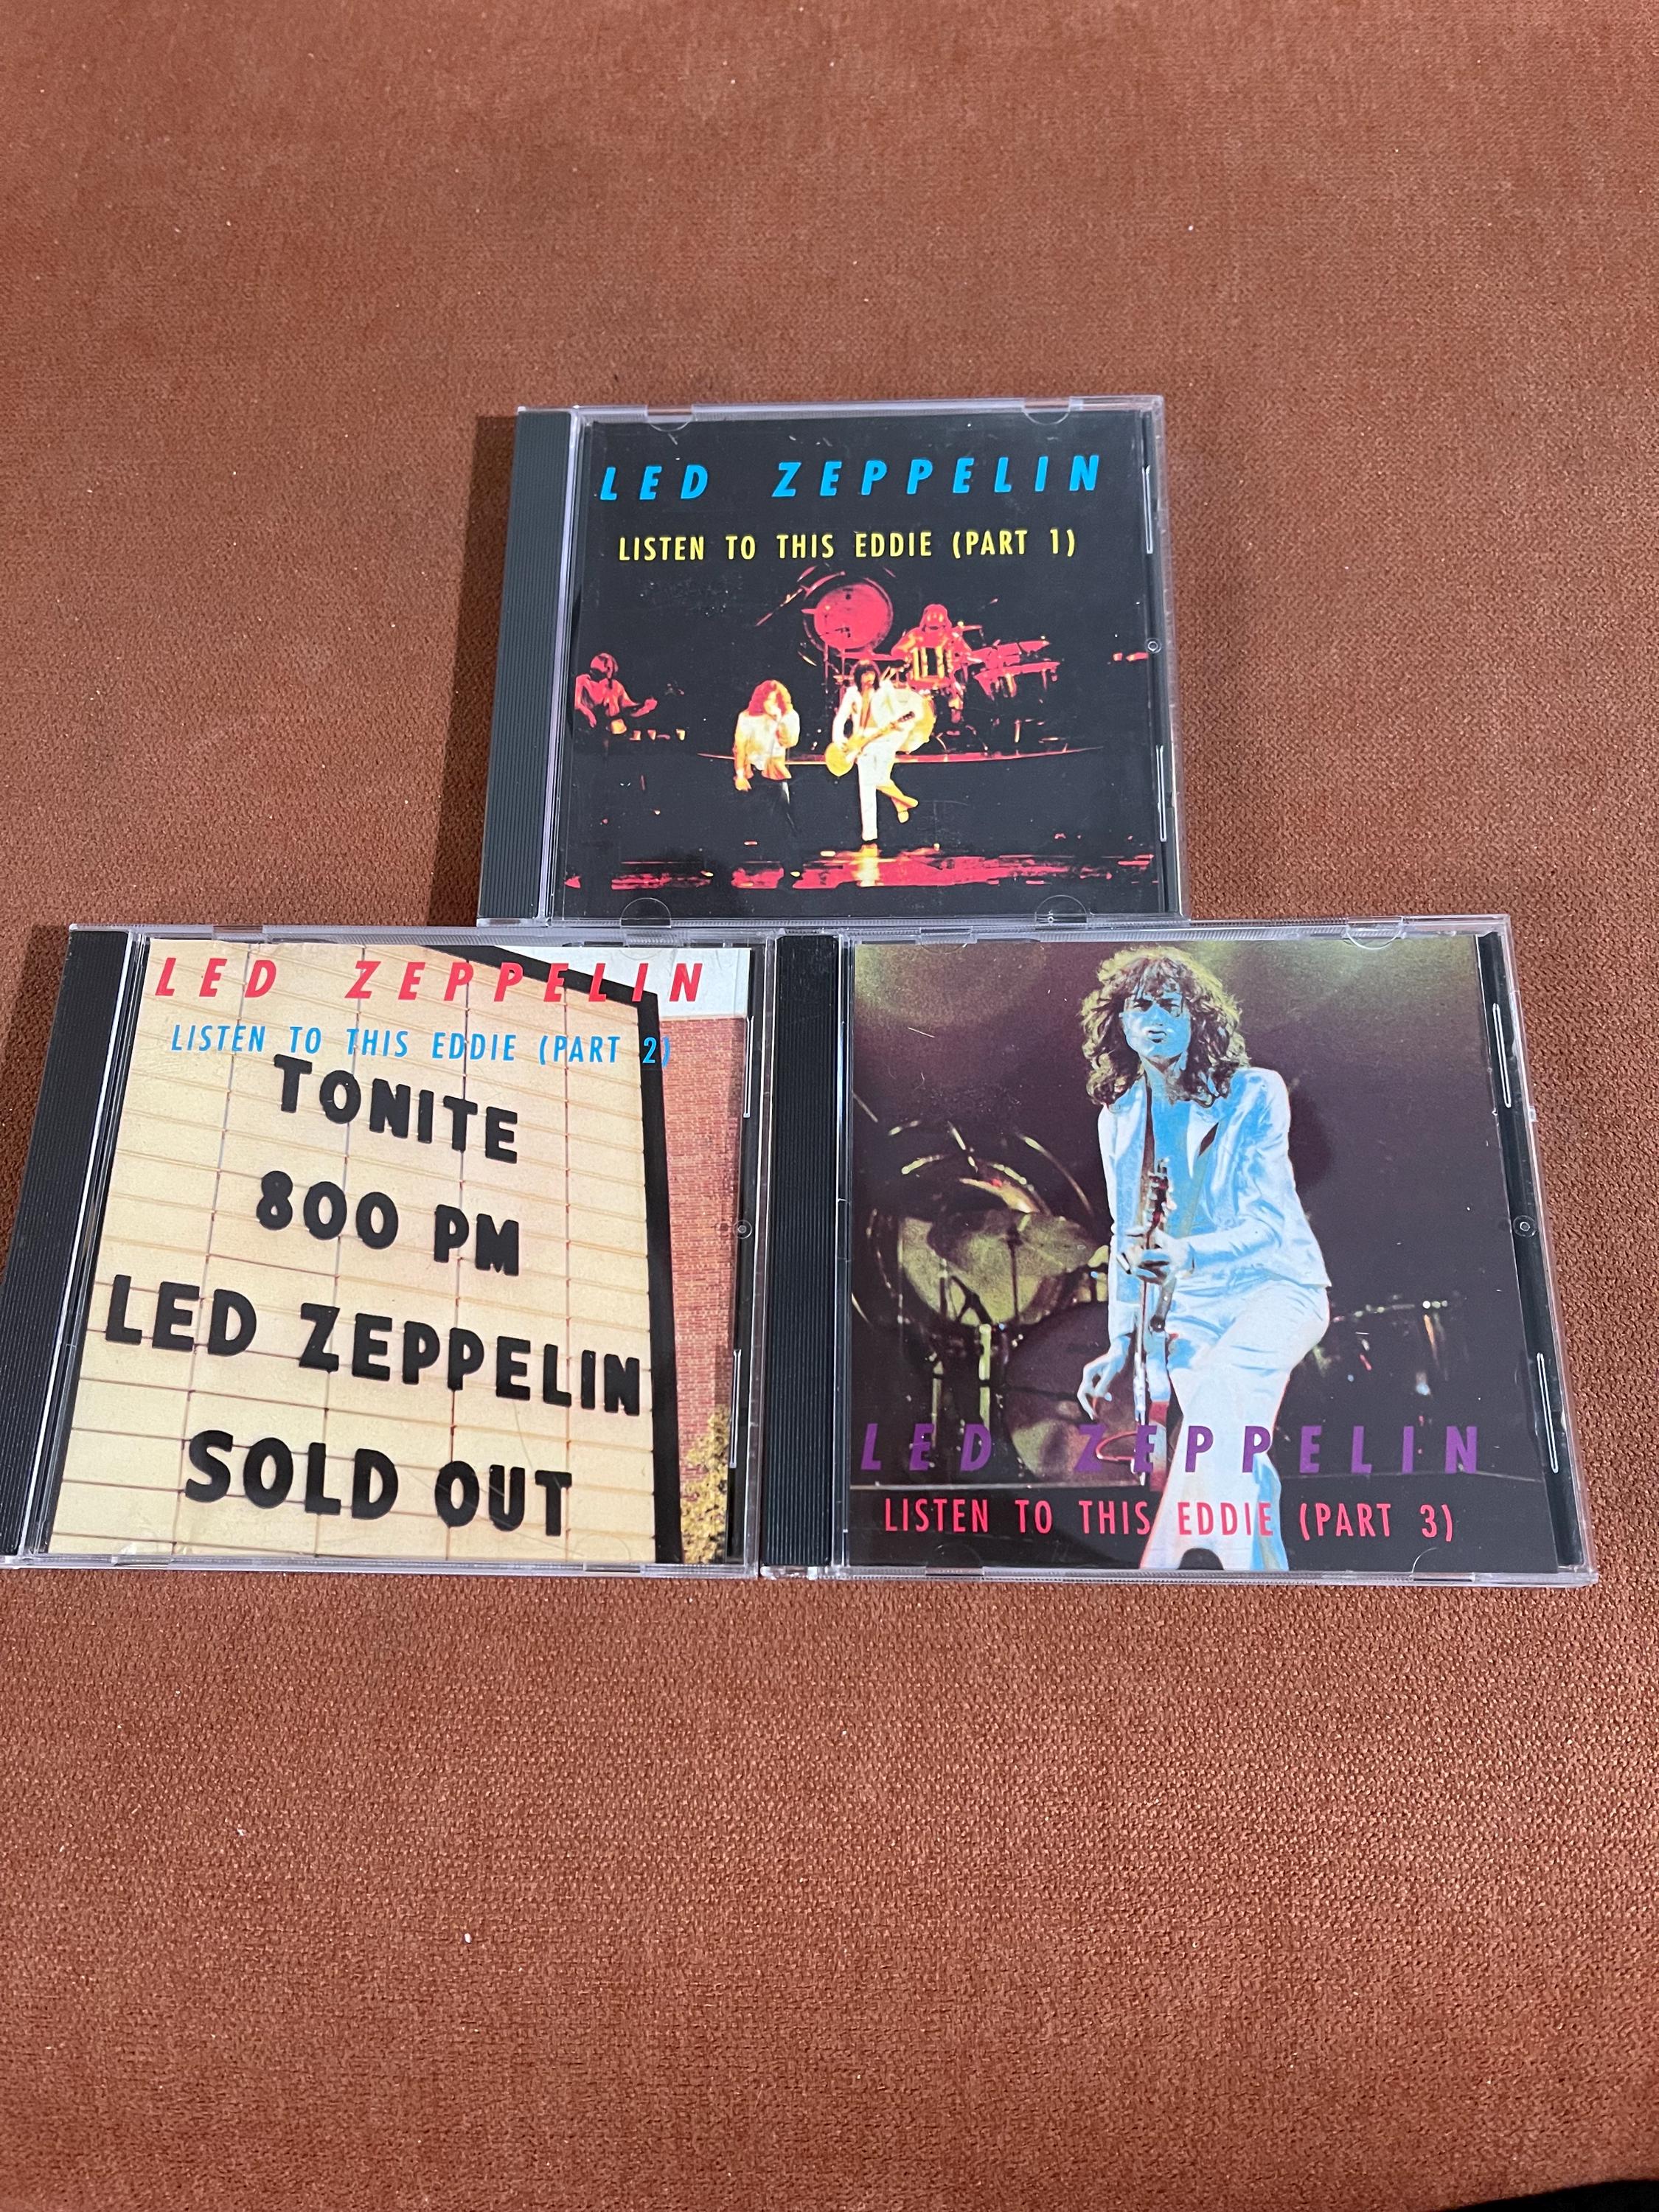 LED ZEPPELIN
LISTEN TO THIS EDDIE (PART 1)
LED ZEPPELIN
LISTEN TO THIS EDDIE (PART 2)
TONITE
800 PM
LED ZEPPELIN
SOLD OUT
LED ZEPPELIN
LISTEN TO THIS EDDIE (PART 3)